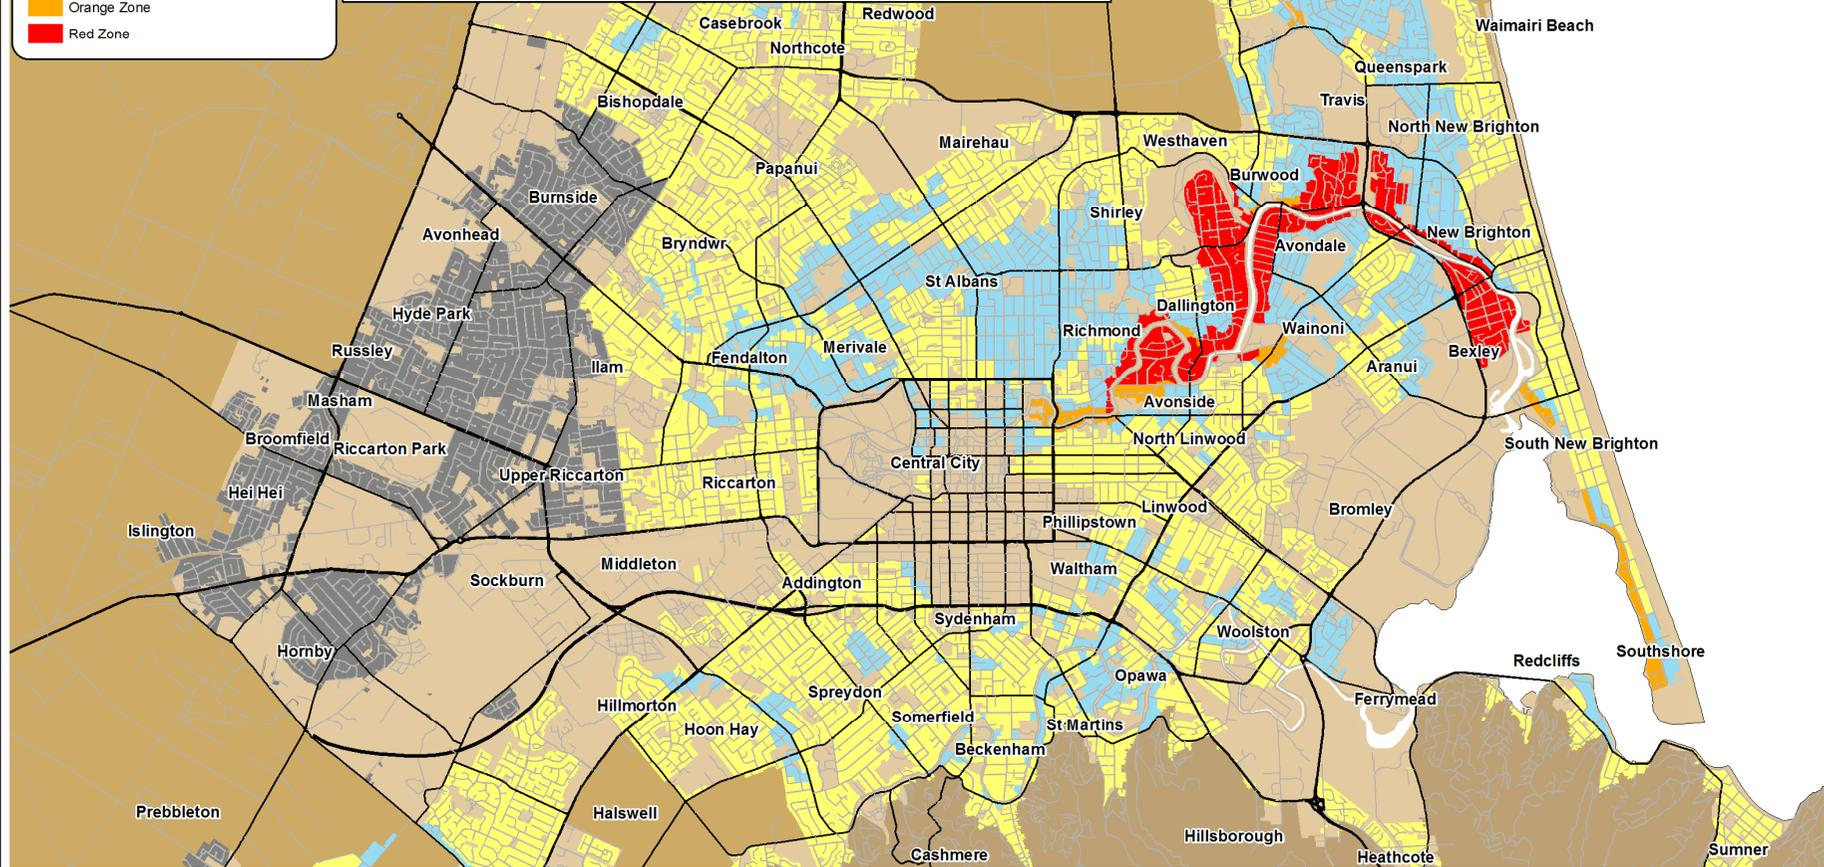 Orange Zone
Red Zone
Casebrook
Redwood
Waimairi Beach
Northcote
Queenspark
Bishopdale
Travis
North New Brighton
Mairehau
Westhaven
Papanui
Burwood
Burnside
Shirley
Avonhead
Bryndwr
Avondale
New Brighton
St Albans
Hyde Park
Dallington
Richmond
Wainoni
Russley
Merivale
Fendalton
Bexley
Ilam
Aranui
Masham
Avonside
Broomfield
Riccarton Park
North Linwood
South New Brighton
Central City
Upper Riccarton
Riccarton
Hei Hei
Linwood
Bromley
Islington
Phillipstown
Middleton
Waltham
Sockburn
Addington
Sydenham
Woolston
Hornby
Southshore
Redcliffs
Opawa
Spreydon
Ferrymead
Hillmorton
Somerfield
St Martins
Hoon Hay
Beckenham
Prebbleton
Halswell
Hillsborough
Sumner
Cashmere
Heathcote